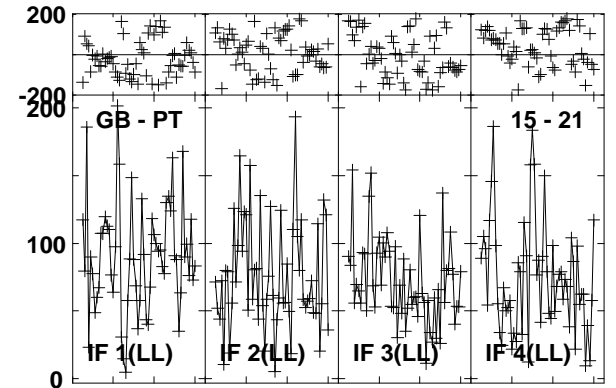 200
-200
200
GB - PT
15 - 21
100
IF 1(LL)
IF 2(LL)
IF 3(LL)
IF 4(LL)
0